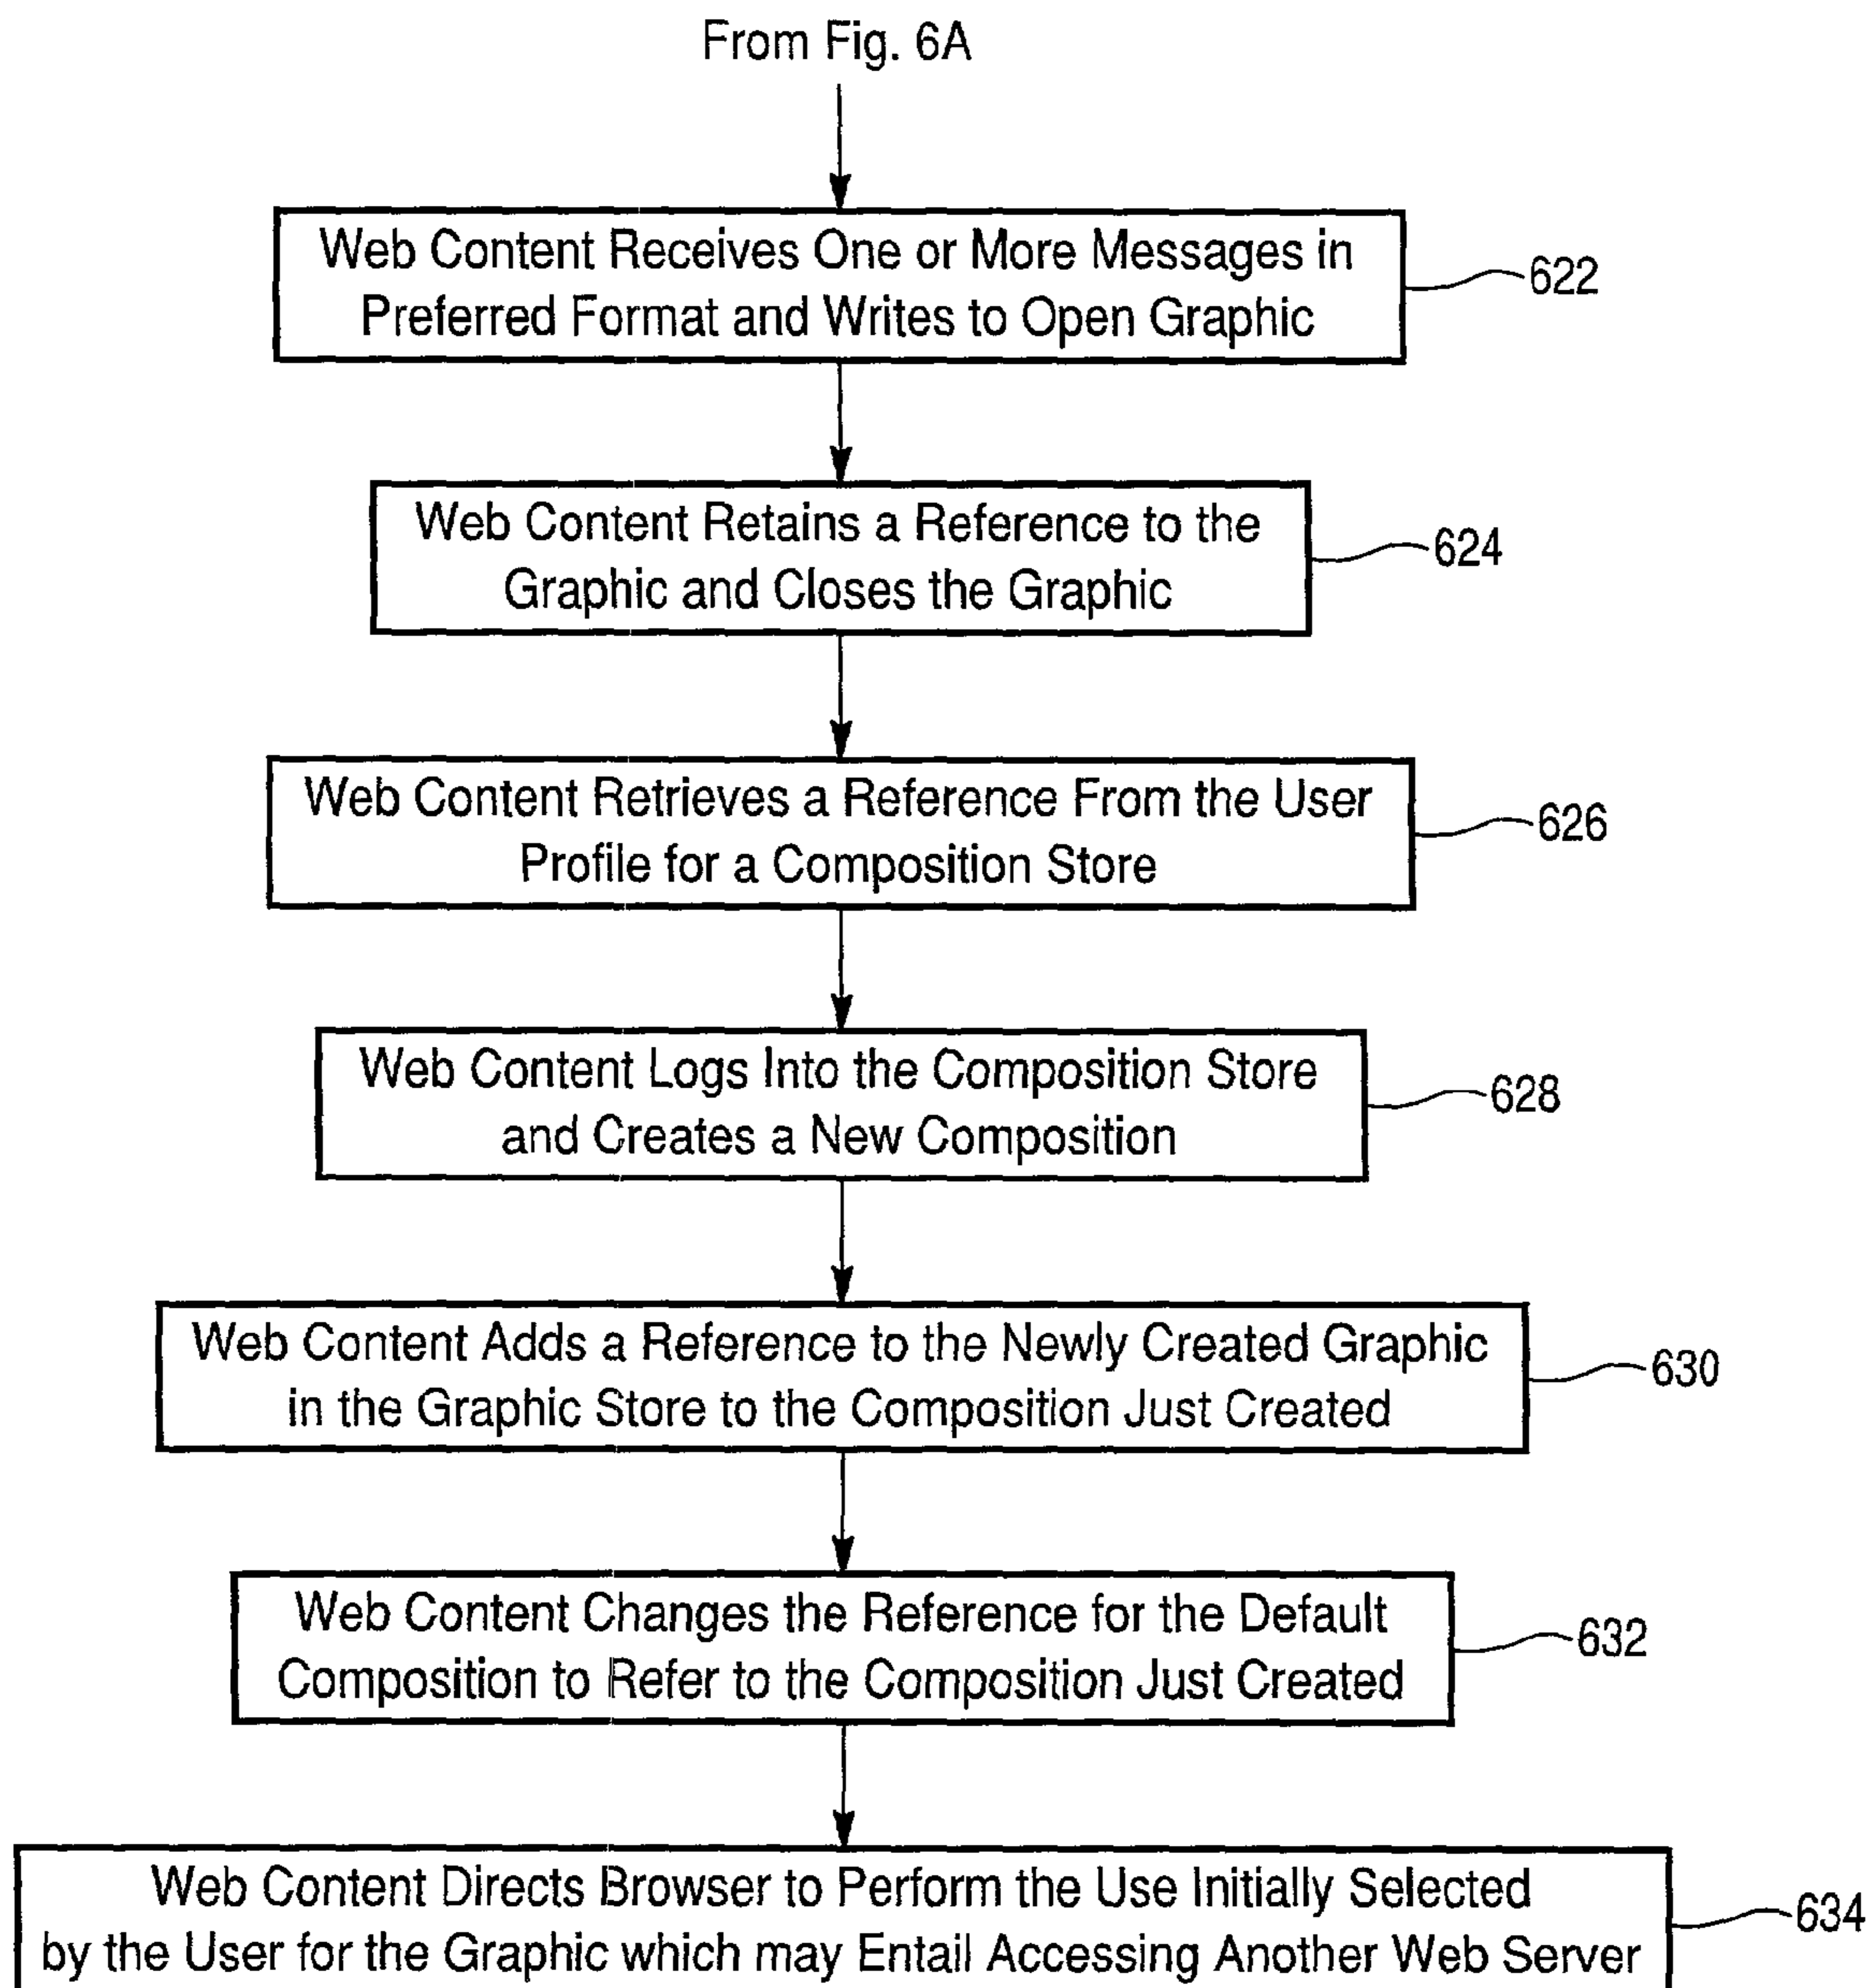 From Fig. 6A
Web Content Receives One or More Messages in
Preferred Format and Writes to Open Graphic
622
Web Content Retains a Reference to the
Graphic and Closes the Graphic
624
Web Content Retrieves a Reference From the User
Profile for a Composition Store
626
Web Content Logs Into the Composition Store
and Creates a New Composition
628
Web Content Adds a Reference to the Newly Created Graphic
in the Graphic Store to the Composition Just Created
630
Web Content Changes the Reference for the Default
Composition to Refer to the Composition Just Created
632
Web Content Directs Browser to Perform the Use Initially Selected
by the User for the Graphic which may Entail Accessing Another Web Server
634